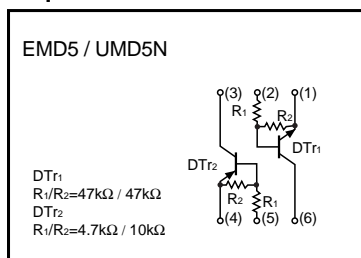 EMD5 / UMD5N
(3) (2) (1)
R1
R2
DTr1
DTr2
R2
R1
(4) (5) (6)
DTr1
R1/R2=47kΩ / 47kΩ
DTr2
R1/R2=4.7kΩ / 10kΩ